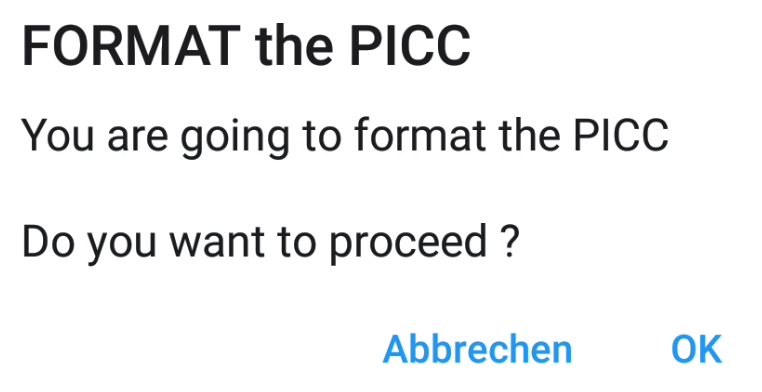 FORMAT the PICC
You are going to format the PICC
Do you want to proceed ?
Abbrechen OK